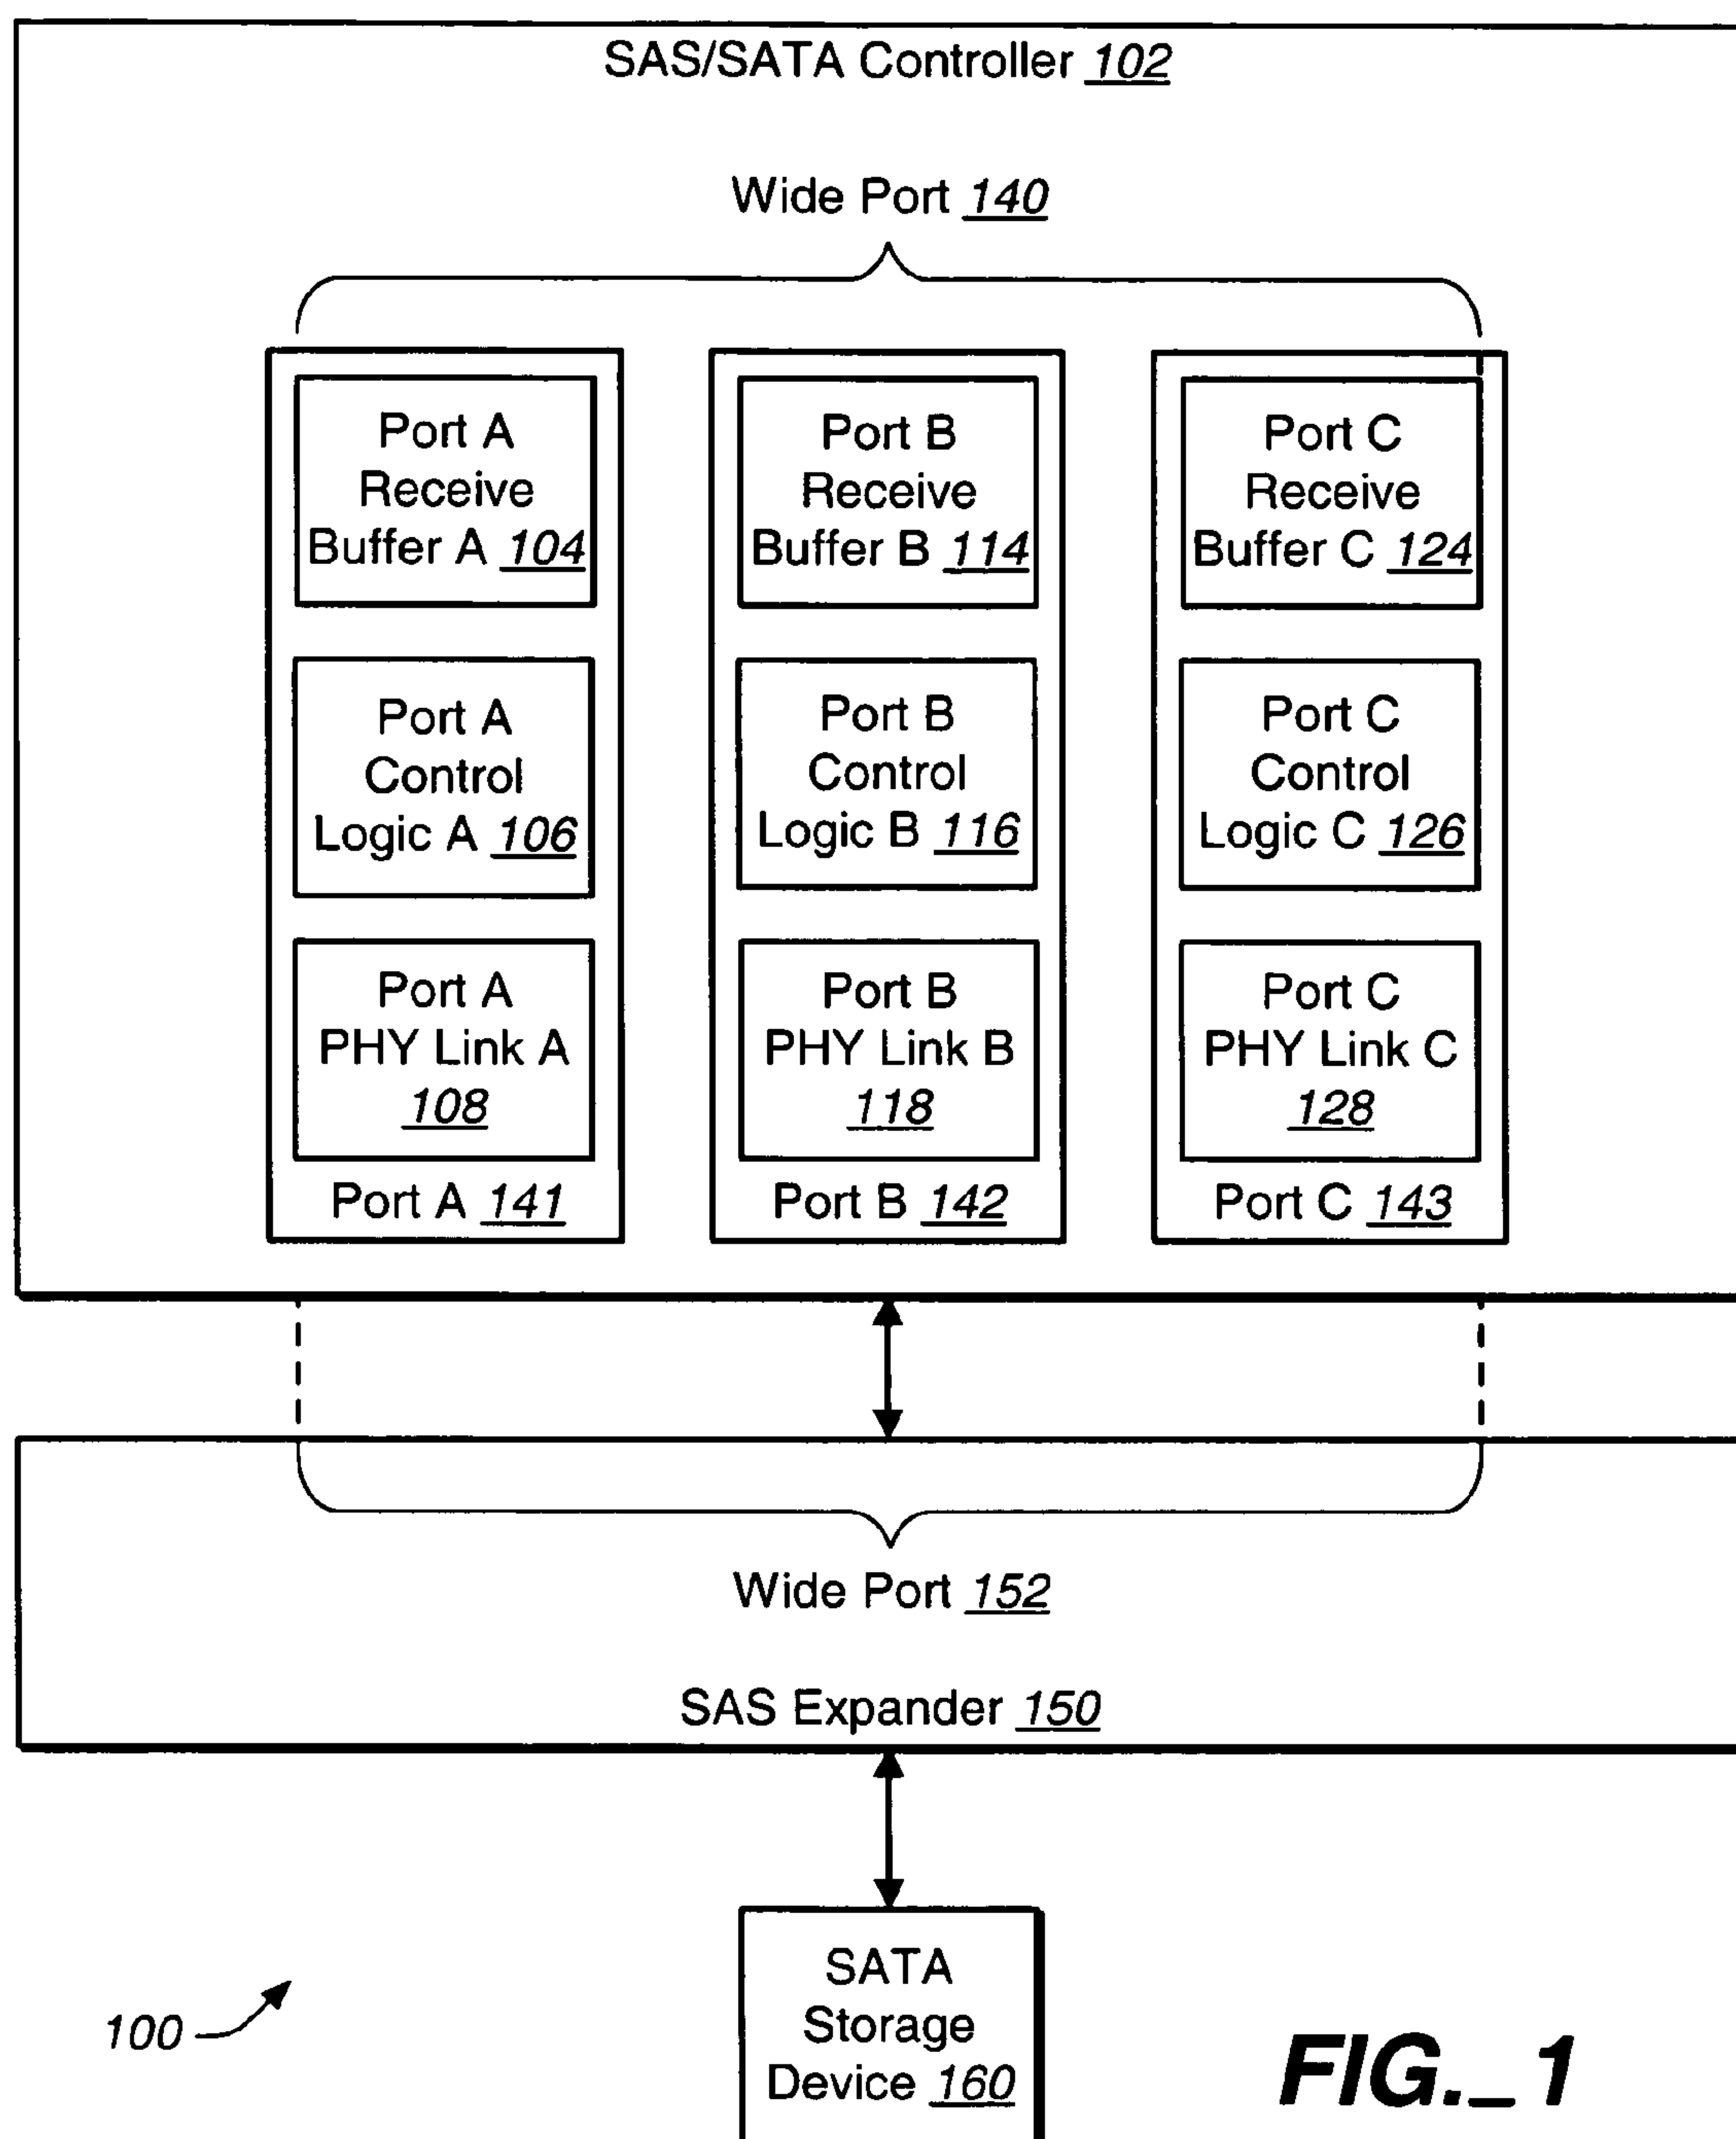 SAS/SATA Controller 102
Wide Port 140
Port A
Receive
Buffer A 104
Port B
Receive
Buffer B 114
Port C
Receive
Buffer C 124
Port A
Control
Logic A 106
Port B
Control
Logic B 116
Port C
Control
Logic C 126
Port A
PHY Link A
108
Port B
PHY Link B
118
Port C
PHY Link C
128
Port A 141
Port B 142
Port C 143
Wide Port 152
SAS Expander 150
SATA
Storage
Device 160
100
FIG._1